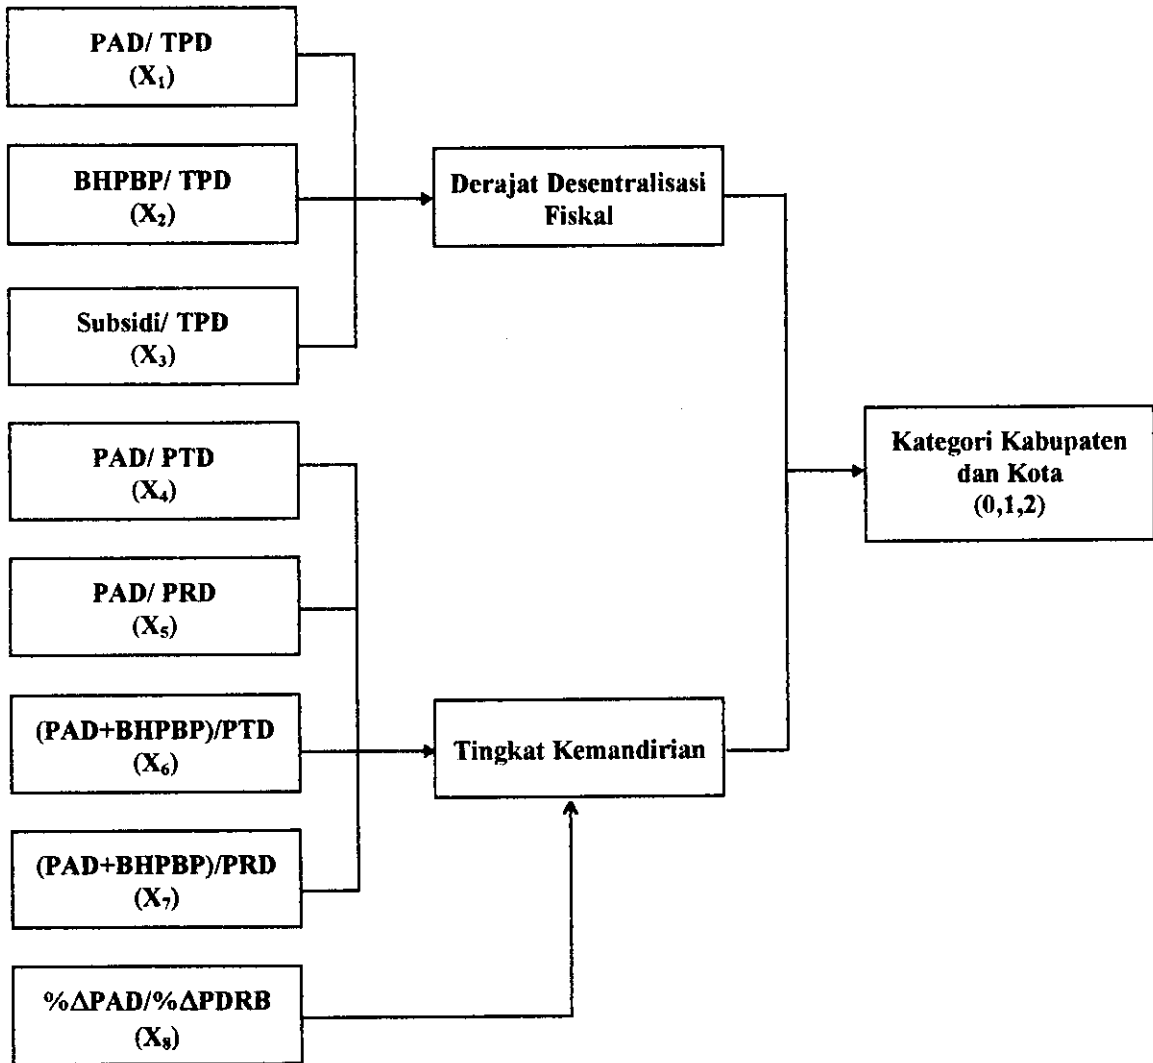 PAD/ TPD
(X₁)
BHPBP/ TPD
(X₂)
Subsidi/ TPD
(X₃)
PAD/ PTD
(X₄)
PAD/ PRD
(X₅)
(PAD+BHPBP)/PTD
(X₆)
(PAD+BHPBP)/PRD
(X₇)
%ΔPAD/%ΔPDRB
(X₈)
Derajat Desentralisasi
Fiskal
Tingkat Kemandirian
Kategori Kabupaten
dan Kota
(0,1,2)